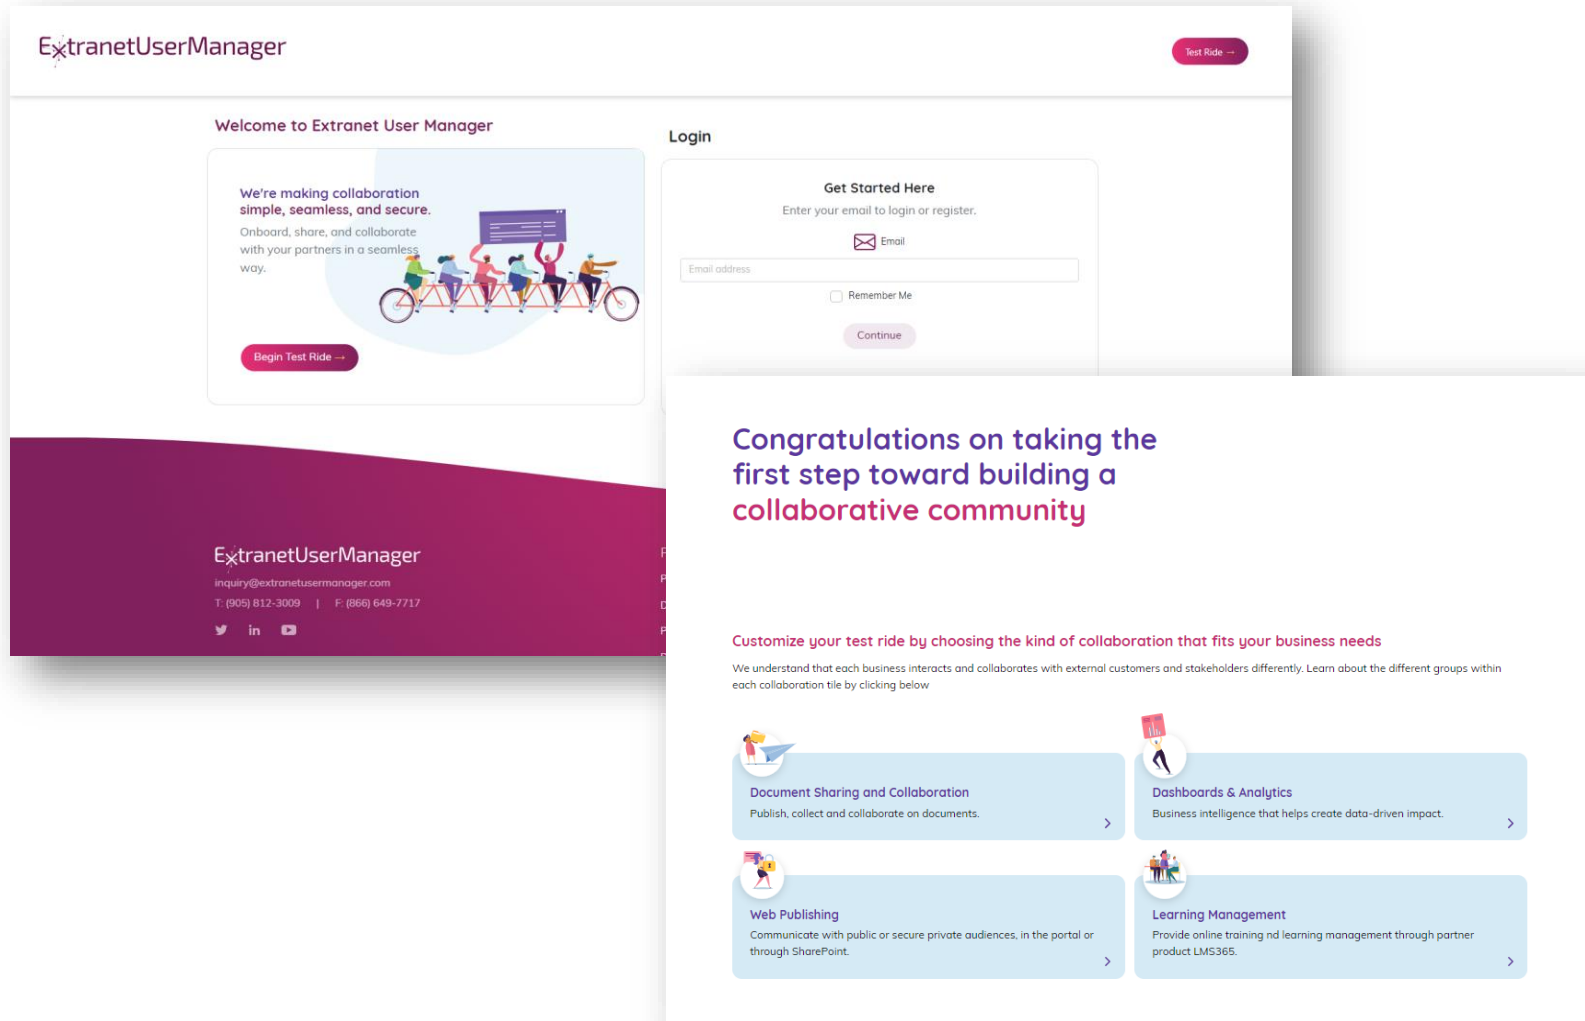 ExtranetUserManager
Test Ride →
Welcome to Extranet User Manager
We're making collaboration
simple, seamless, and secure.
Onboard, share, and collaborate
with your partners in a seamless
way.
Begin Test Ride →
Login
Get Started Here
Enter your email to login or register.
Email
Email address
Remember Me
Continue
ExtranetUserManager
inquiry@extranetusermanager.com
T: (905) 812-3009 | F: (866) 649-7717
in
Congratulations on taking the
first step toward building a
collaborative community
Customize your test ride by choosing the kind of collaboration that fits your business needs
We understand that each business interacts and collaborates with external customers and stakeholders differently. Learn about the different groups within
each collaboration tile by clicking below
Document Sharing and Collaboration
Publish, collect and collaborate on documents.
Dashboards & Analytics
Business intelligence that helps create data-driven impact.
Web Publishing
Communicate with public or secure private audiences, in the portal or
through SharePoint.
Learning Management
Provide online training nd learning management through partner
product LMS365.